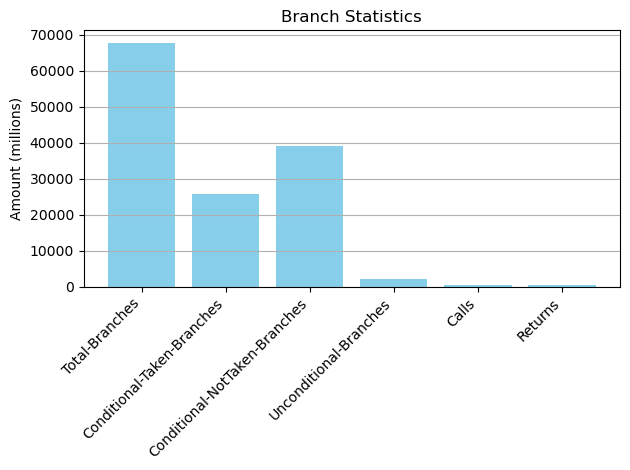 Branch Statistics
Amount (millions)
70000
60000
50000
40000
30000
20000
10000
0
Total-Branches
Conditional-Taken-Branches
Conditional-NotTaken-Branches
Unconditional-Branches
Calls
Returns